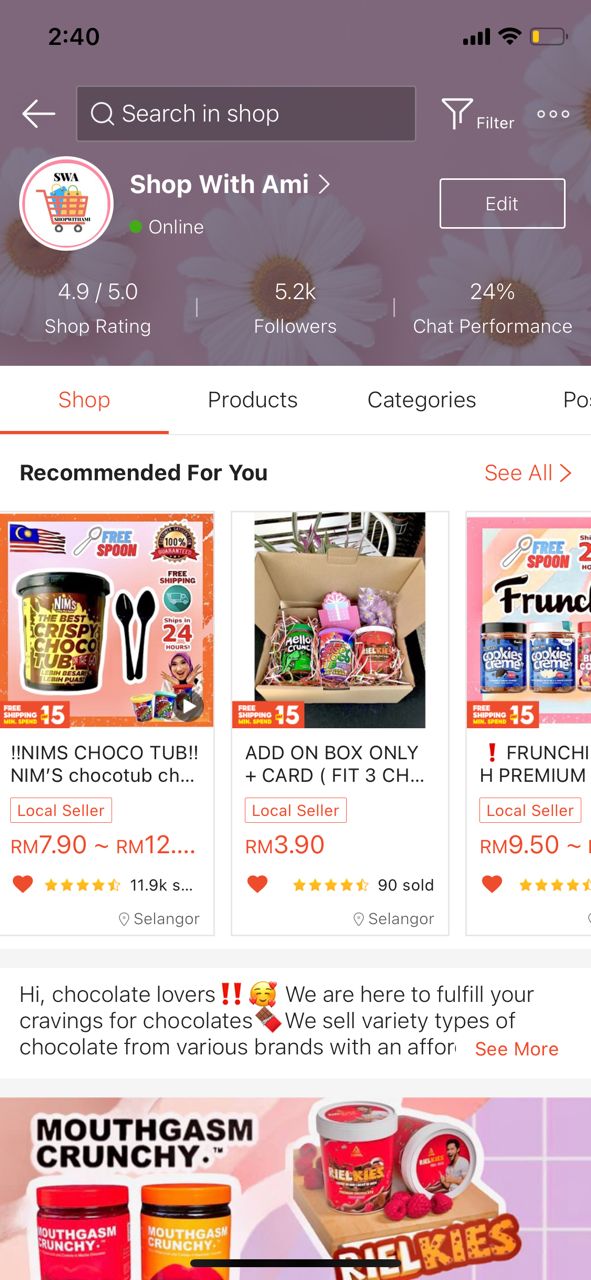 2:40
Search in shop
Filter
SWA
SHOPWITHAMI
Shop With Ami
Online
Edit
4.9 / 5.0
5.2k
24%
Shop Rating
Followers
Chat Performance
Shop
Products
Categories
Po
Recommended For You
See All
FREE
SPOON
100%
GUARANTEED
FREE
SHIPPING
Ships in
24
HOURS!
NiMs
THE BEST
CRISPY
CHOCO
TUB
LEBIH BESAR
LEBIH PUAS!
FREE
SHIPPING
MIN. SPEND
15
!!NIMS CHOCO TUB!!
NIM'S chocotub ch...
Local Seller
RM7.90 ~ RM12....
11.9k s...
Selangor
Hello
CRUNCH
FREE
SHIPPING
MIN. SPEND
15
ADD ON BOX ONLY
+ CARD ( FIT 3 CH...
Local Seller
RM3.90
90 sold
Selangor
FREE
SPOON
Shi
2
HO
Frunc
cookies
creme
cookies
creme
FREE
SHIPPING
MIN. SPEND
15
❗ FRUNCHI
H PREMIUM
Local Seller
RM9.50 ~
Hi, chocolate lovers‼️🥰 We are here to fulfill your
cravings for chocolates🍫We sell variety types of
chocolate from various brands with an affor
See More
MOUTHGASM
CRUNCHY.™
MOUTHGASM
CRUNCHY.
MOUTHGASM
CRUNCHY.
RIELKIES
RIELKIES
RIELKIES